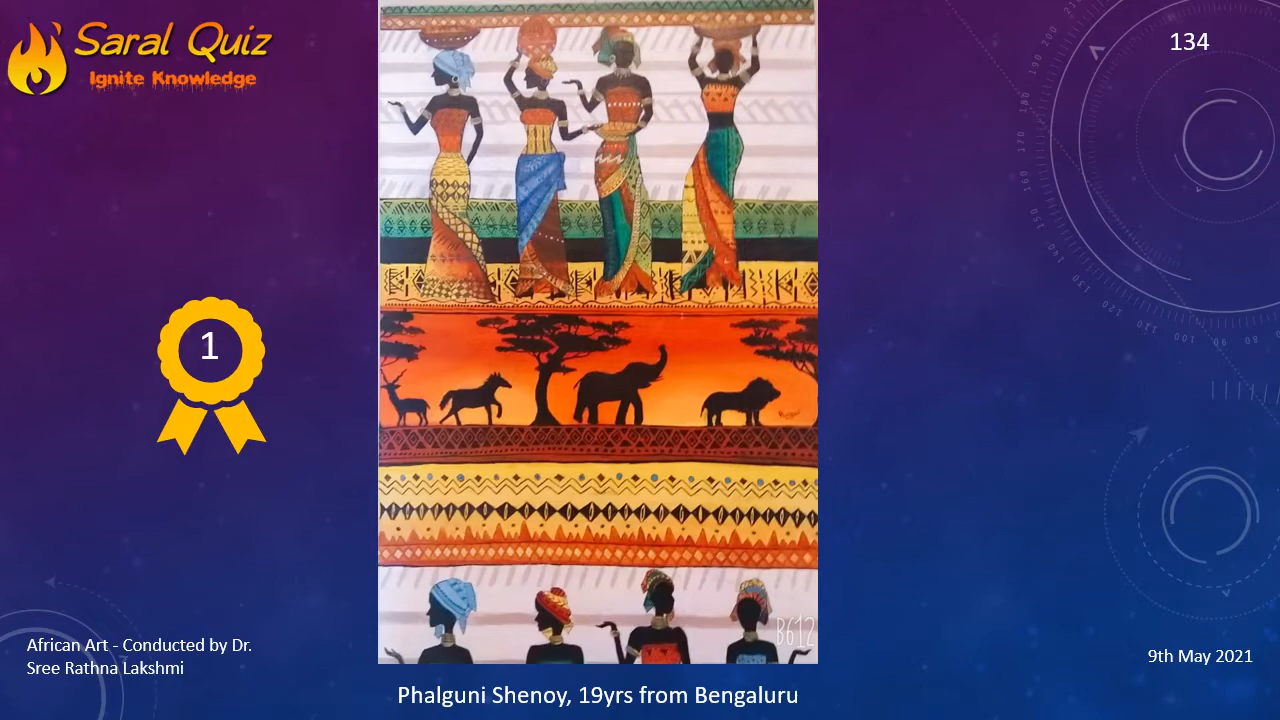 Saral Quiz
Ignite Knowledge
134
1
B612
African Art - Conducted by Dr.
Sree Rathna Lakshmi
9th May 2021
Phalguni Shenoy, 19yrs from Bengaluru